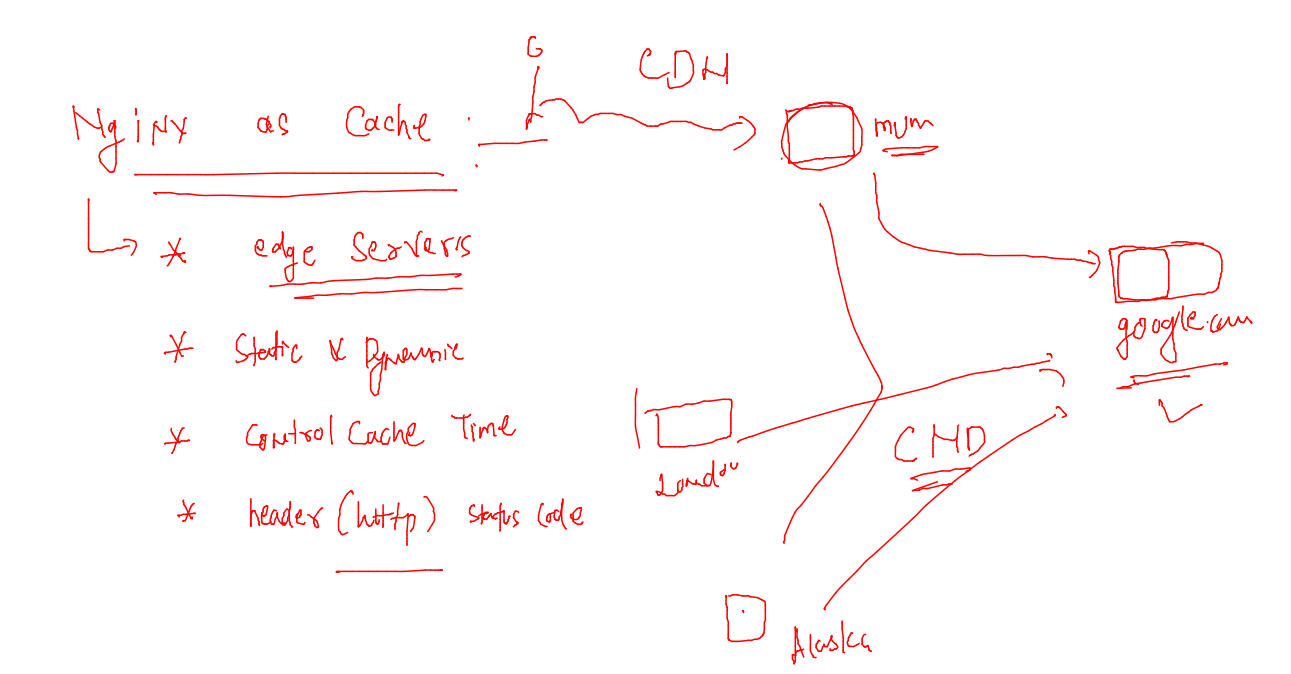 G
CDN
Nginx as Cache.
mum
edge Servers
google.com
Static & Dynamic
Control Cache Time
CND
London
header (http) status code
Alaska